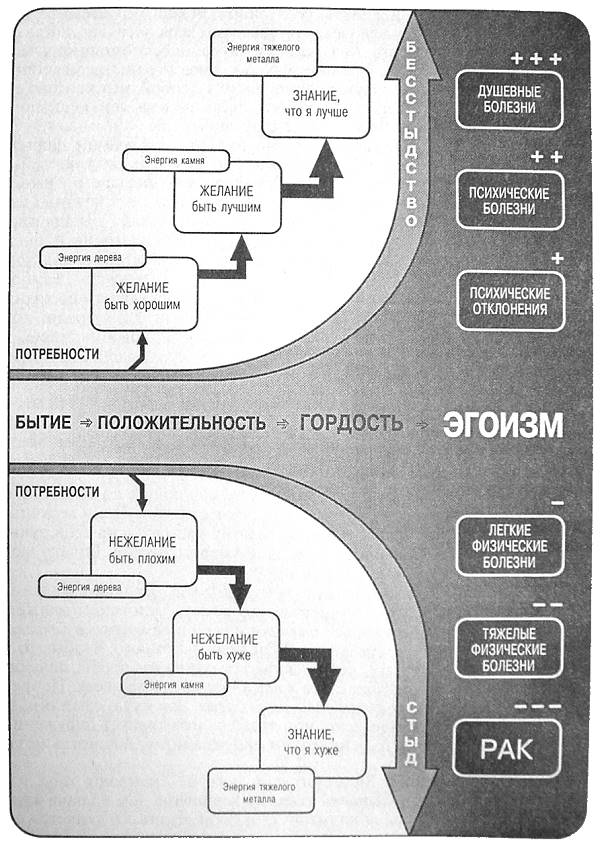 Энергия тяжелого
металла
ЗНАНИЕ,
что я лучше
Энергия камня
ЖЕЛАНИЕ
быть лучшим
Энергия дерева
ЖЕЛАНИЕ
быть хорошим
ПОТРЕБНОСТИ
БЕССТЫДСТВО
+ + +
ДУШЕВНЫЕ
БОЛЕЗНИ
+ +
ПСИХИЧЕСКИЕ
БОЛЕЗНИ
+
ПСИХИЧЕСКИЕ
ОТКЛОНЕНИЯ
БЫТИЕ ⇒ ПОЛОЖИТЕЛЬНОСТЬ ⇒ ГОРДОСТЬ ⇒ ЭГОИЗМ
ПОТРЕБНОСТИ
НЕЖЕЛАНИЕ
быть плохим
Энергия дерева
НЕЖЕЛАНИЕ
быть хуже
Энергия камня
ЗНАНИЕ,
что я хуже
Энергия тяжелого
металла
СТЫД
–
ЛЕГКИЕ
ФИЗИЧЕСКИЕ
БОЛЕЗНИ
– –
ТЯЖЕЛЫЕ
ФИЗИЧЕСКИЕ
БОЛЕЗНИ
– – –
РАК